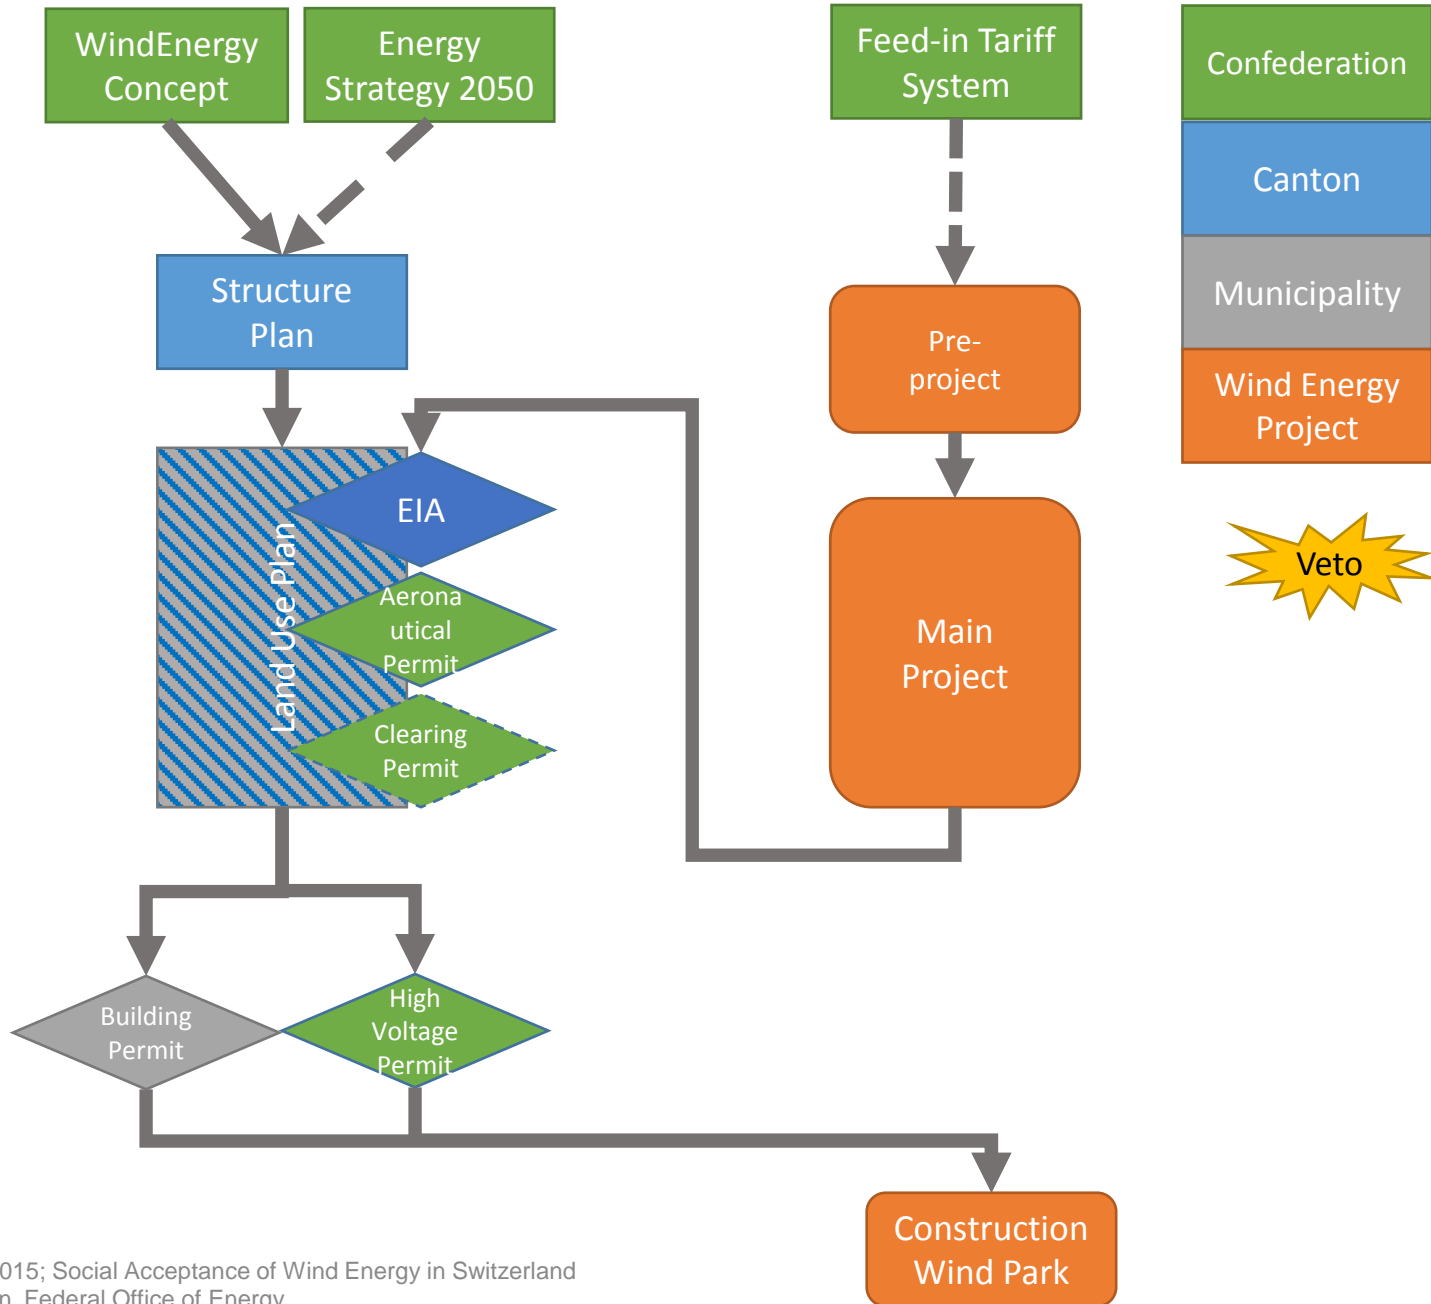 WindEnergy
Concept
Energy
Strategy 2050
Feed-in Tariff
System
Confederation
Canton
Municipality
Wind Energy
Project
Structure
Plan
Pre-
project
Veto
Land Use Plan
EIA
Aerona
utical
Permit
Clearing
Permit
Main
Project
Building
Permit
High
Voltage
Permit
Construction
Wind Park
015; Social Acceptance of Wind Energy in Switzerland
Federal Office of Energy